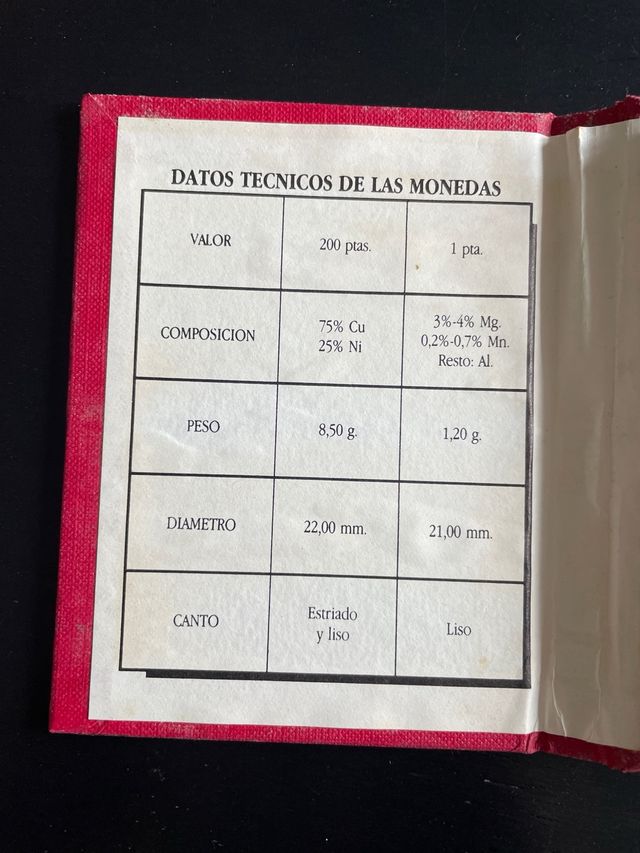 DATOS TECNICOS DE LAS MONEDAS
VALOR 200 ptas. 1 pta.
COMPOSICION 75% Cu 3%-4% Mg.
25% Ni 0,2%-0,7% Mn.
Resto: Al.
PESO 8,50 g. 1,20 g.
DIAMETRO 22,00 mm. 21,00 mm.
CANTO Estriado Liso
y liso